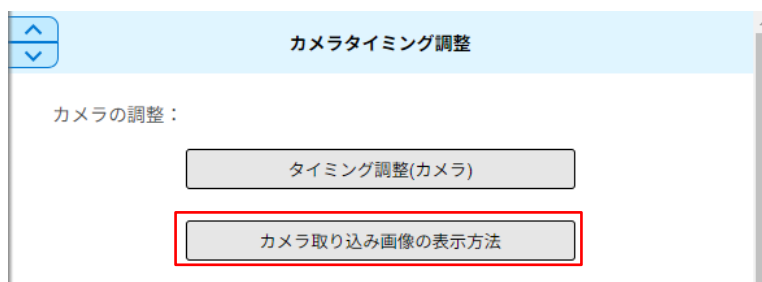 カメラタイミング調整
カメラの調整：
タイミング調整(カメラ)
カメラ取り込み画像の表示方法